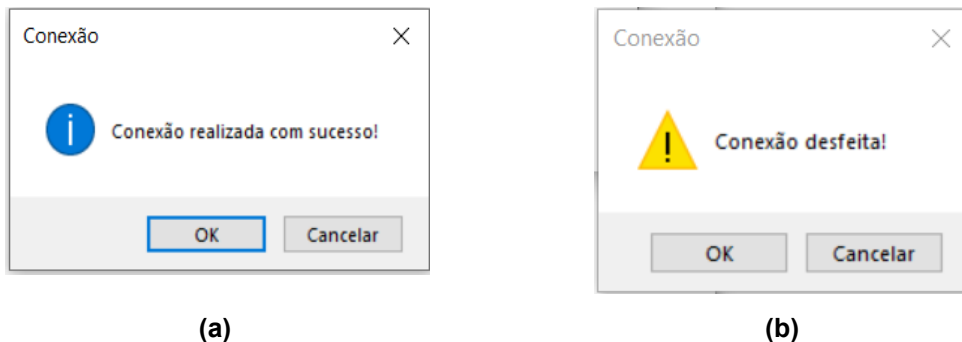 Conexão
Conexão realizada com sucesso!
OK Cancelar
(a)
Conexão
Conexão desfeita!
OK Cancelar
(b)